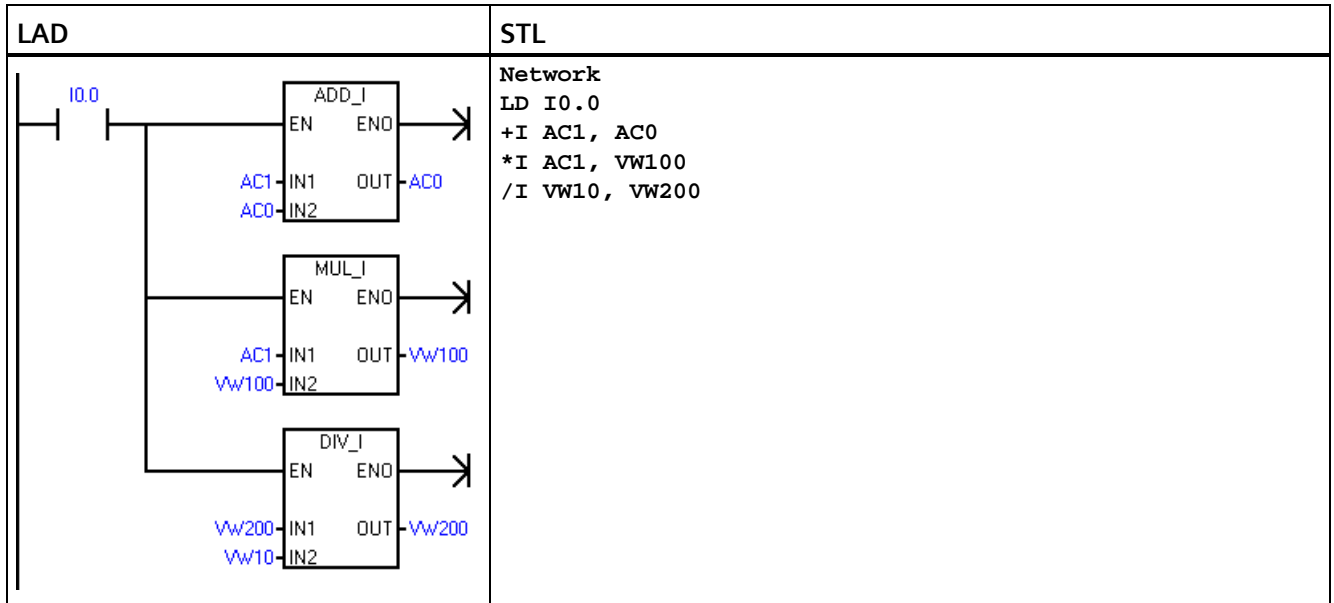 LAD
STL
Network
LD I0.0
+I AC1, AC0
*I AC1, VW100
/I VW10, VW200
I0.0
ADD_I
EN ENO
AC1 IN1 OUT AC0
AC0 IN2
MUL_I
EN ENO
AC1 IN1 OUT VW100
VW100 IN2
DIV_I
EN ENO
VW200 IN1 OUT VW200
VW10 IN2